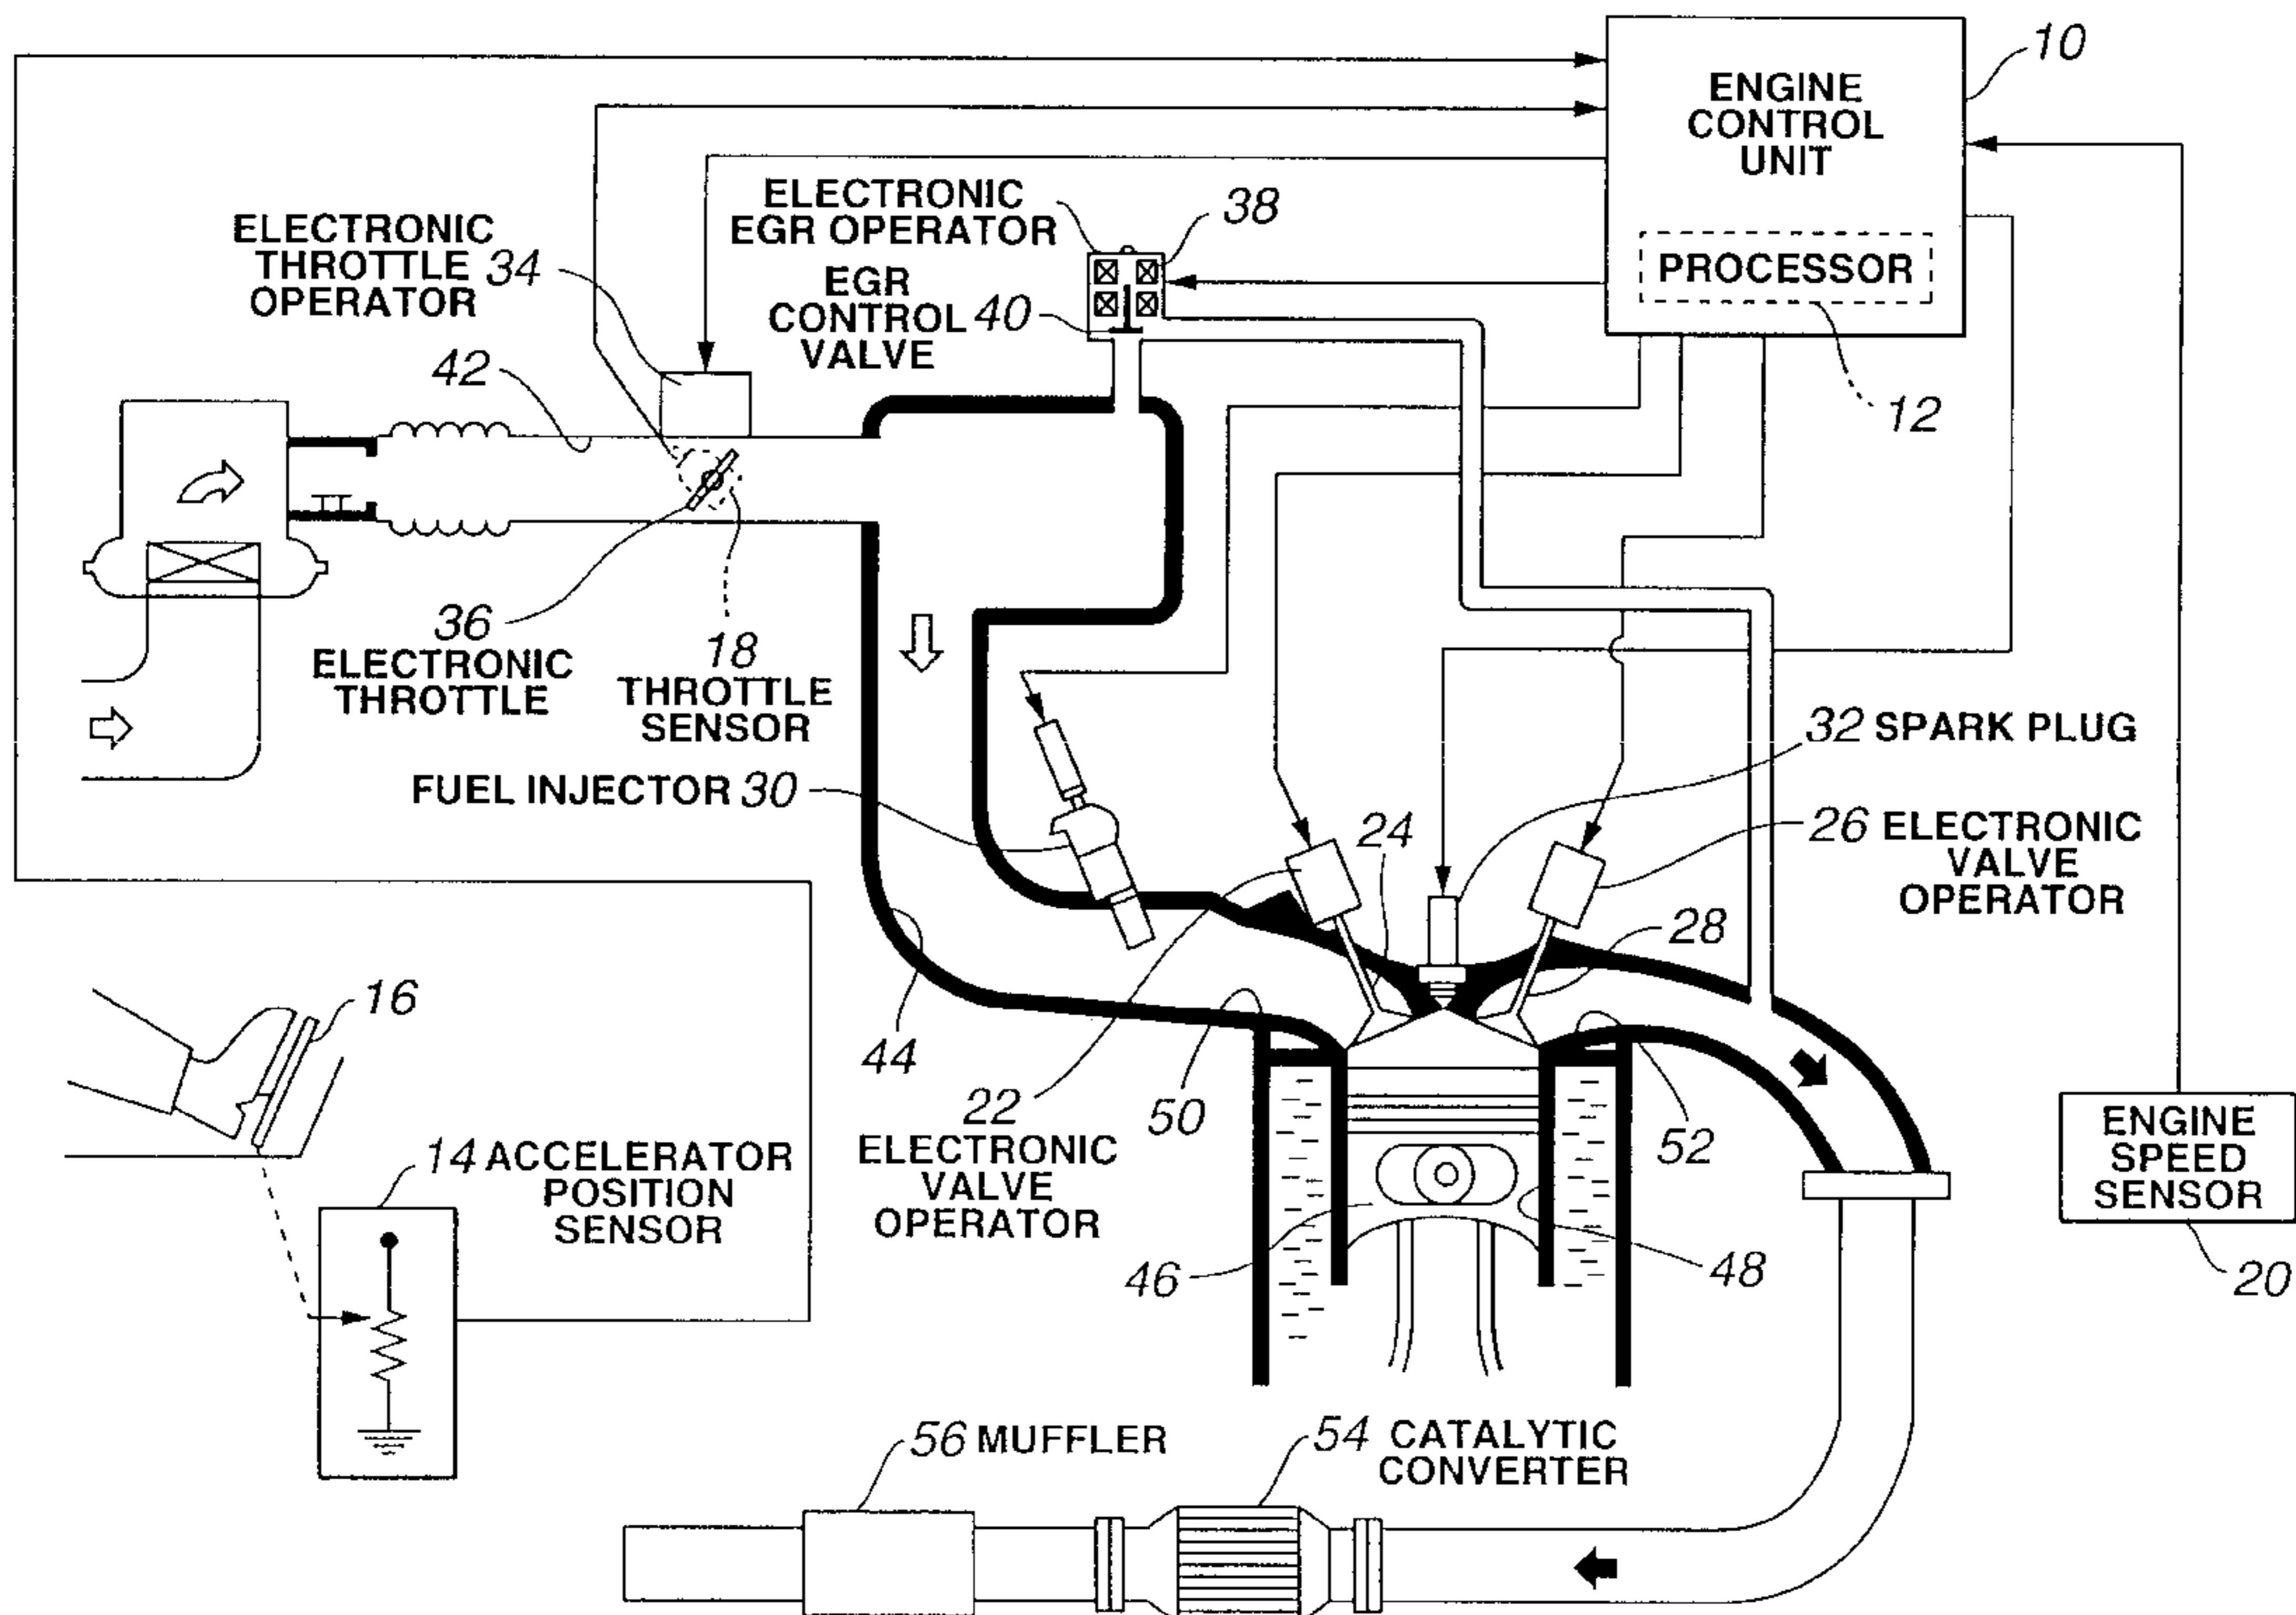 10
ENGINE
CONTROL
UNIT
PROCESSOR
12
ELECTRONIC
EGR OPERATOR
38
ELECTRONIC
THROTTLE 34
OPERATOR
EGR
CONTROL 40
VALVE
42
36
ELECTRONIC
THROTTLE
18
THROTTLE
SENSOR
32 SPARK PLUG
FUEL INJECTOR 30
24
26 ELECTRONIC
VALVE
OPERATOR
28
16
44
22
ELECTRONIC
VALVE
OPERATOR
50
52
ENGINE
SPEED
SENSOR
20
14 ACCELERATOR
POSITION
SENSOR
46
48
56 MUFFLER
54 CATALYTIC
CONVERTER